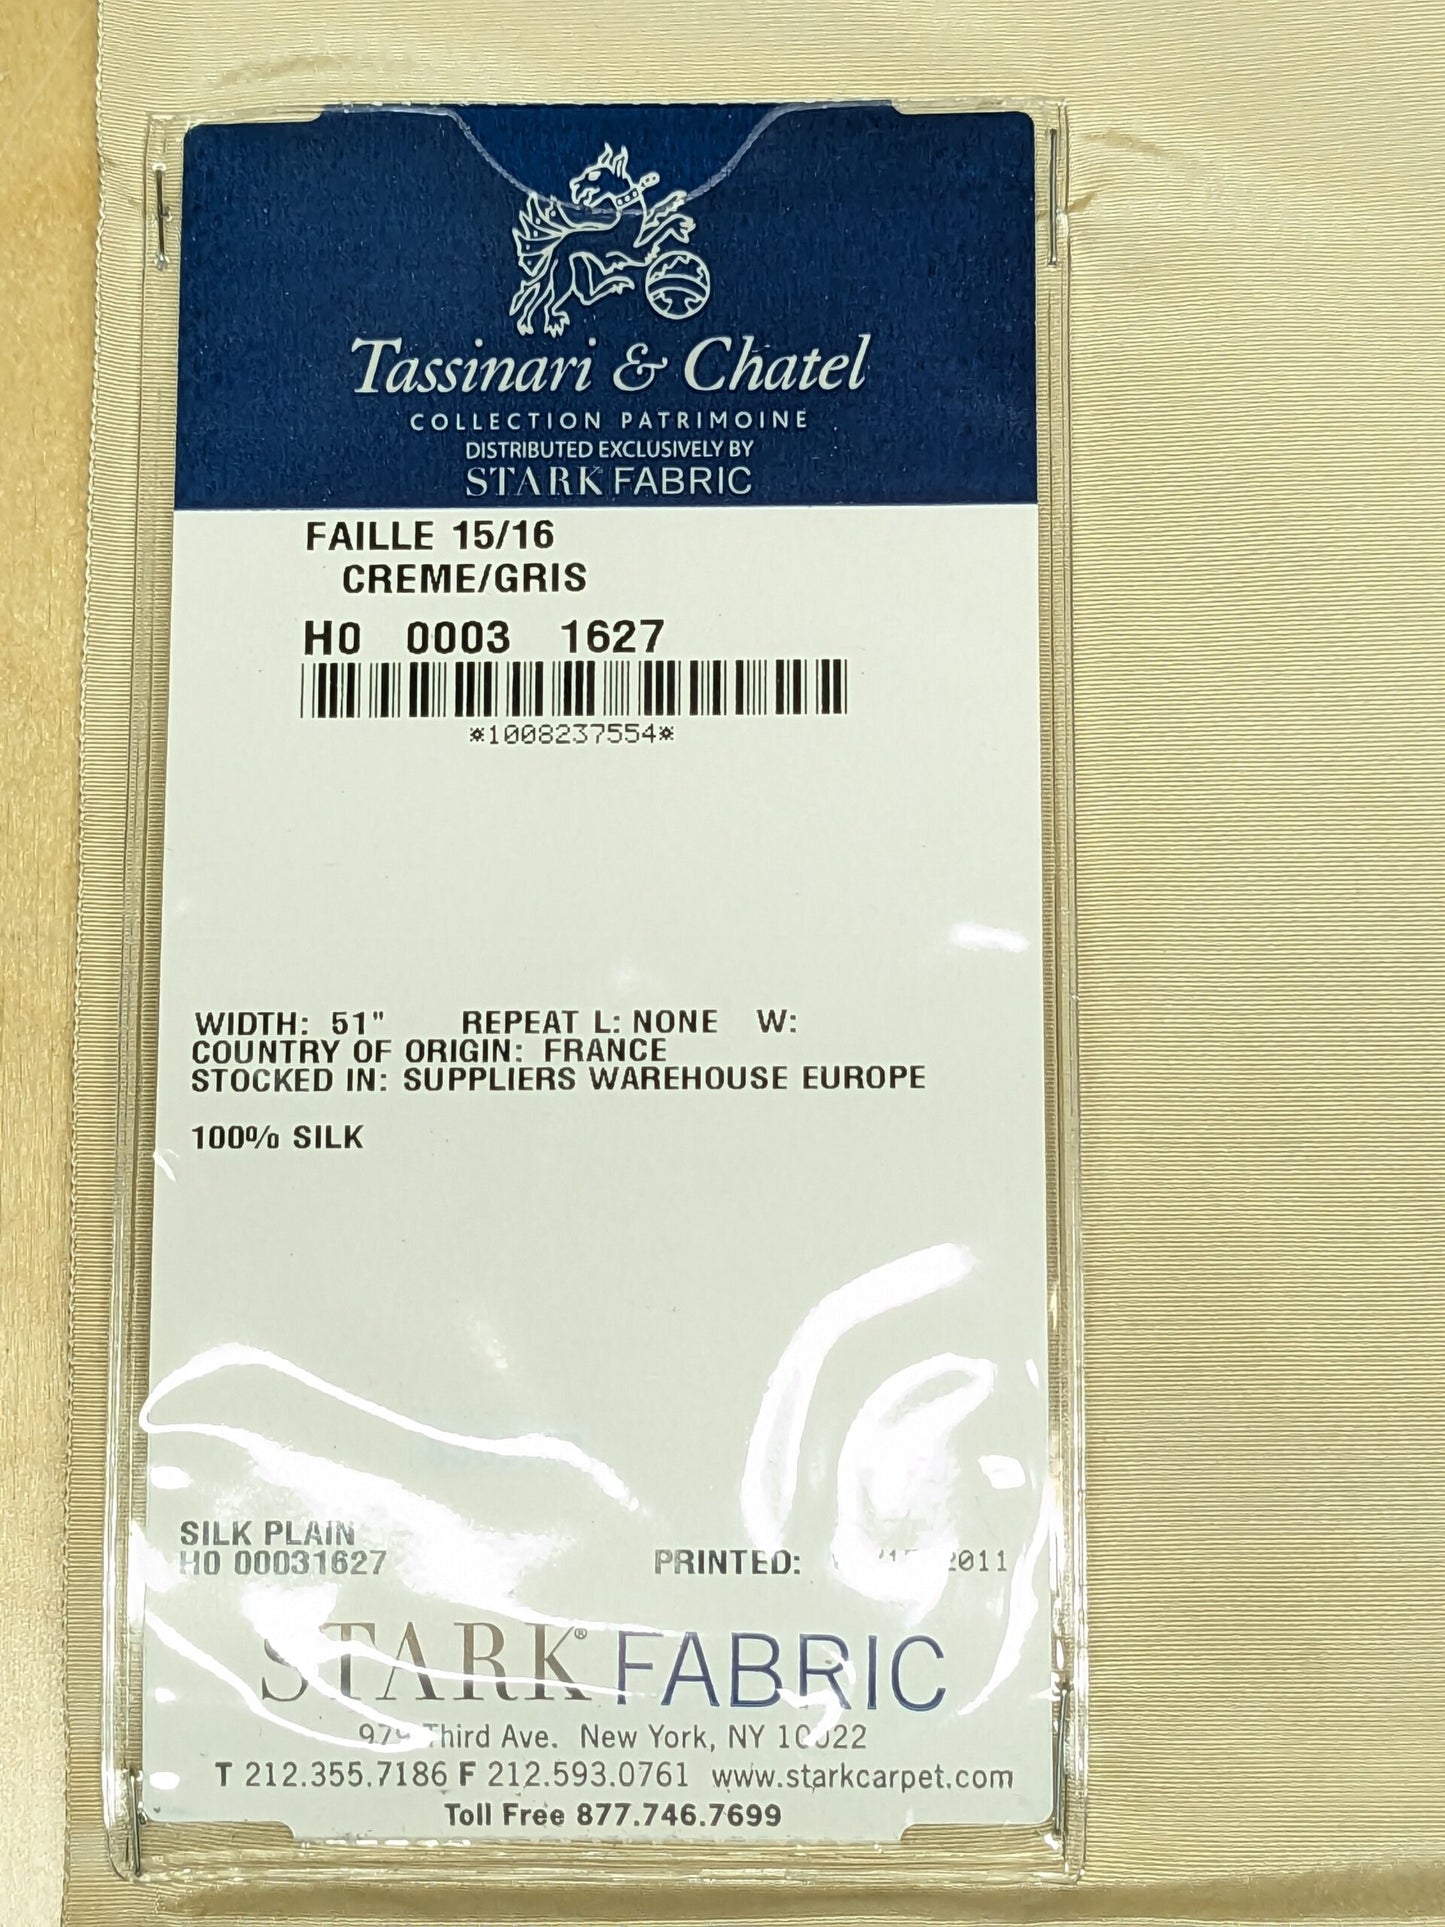 Tassinari & Chatel
COLLECTION PATRIMOINE
DISTRIBUTED EXCLUSIVELY BY
STARK FABRIC
FAILLE 15/16
CREME/GRIS
H0 0003 1627
*1008237554*
WIDTH: 51" REPEAT L: NONE W:
COUNTRY OF ORIGIN: FRANCE
STOCKED IN: SUPPLIERS WAREHOUSE EUROPE
100% SILK
SILK PLAIN
H0 00031627 PRINTED:
STARK® FABRIC
979 Third Ave. New York, NY 10022
T 212.355.7186 F 212.593.0761 www.starkcarpet.com
Toll Free 877.746.7699